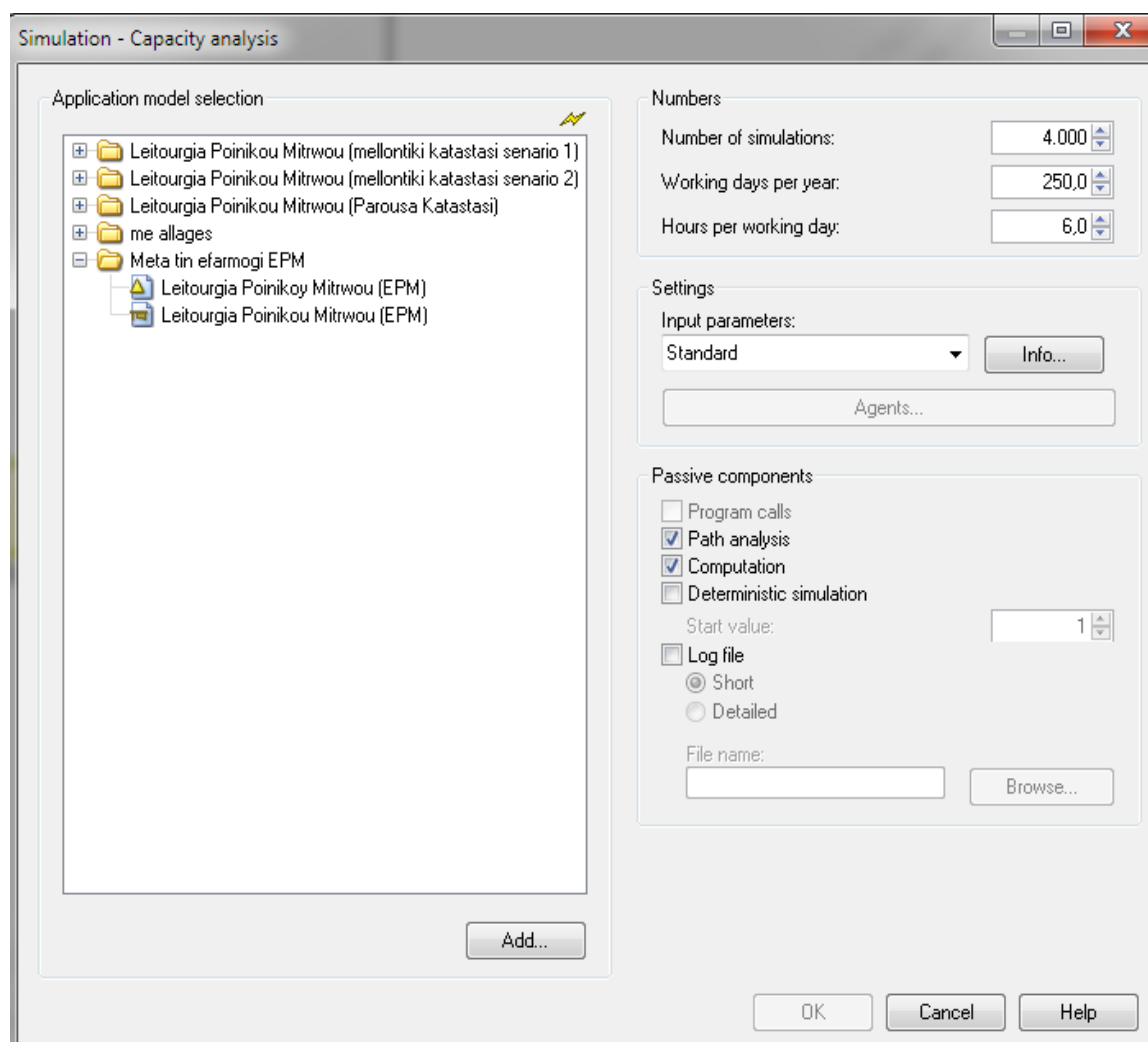 Simulation - Capacity analysis
Application model selection
Leitourgia Poinikou Mitrwou (mellontiki katastasi senario 1)
Leitourgia Poinikou Mitrwou (mellontiki katastasi senario 2)
Leitourgia Poinikou Mitrwou (Parousa Katastasi)
me allages
Meta tin efarmogi EPM
Leitourgia Poinikoy Mitrwou (EPM)
Leitourgia Poinikou Mitrwou (EPM)
Add...
Numbers
Number of simulations: 4.000
Working days per year: 250,0
Hours per working day: 6,0
Settings
Input parameters:
Standard Info...
Agents...
Passive components
Program calls
Path analysis
Computation
Deterministic simulation
Start value: 1
Log file
Short
Detailed
File name:
Browse...
OK Cancel Help